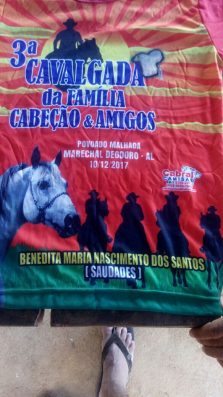 3ª
CAVALGADA
da FAMÍLIA
CABEÇÃO & AMIGOS
POVOADO MALHADA
MARECHAL DEODORO - AL
10/12/2017
Cabral
BENEDITA MARIA NASCIMENTO DOS SANTOS
( SAUDADES )